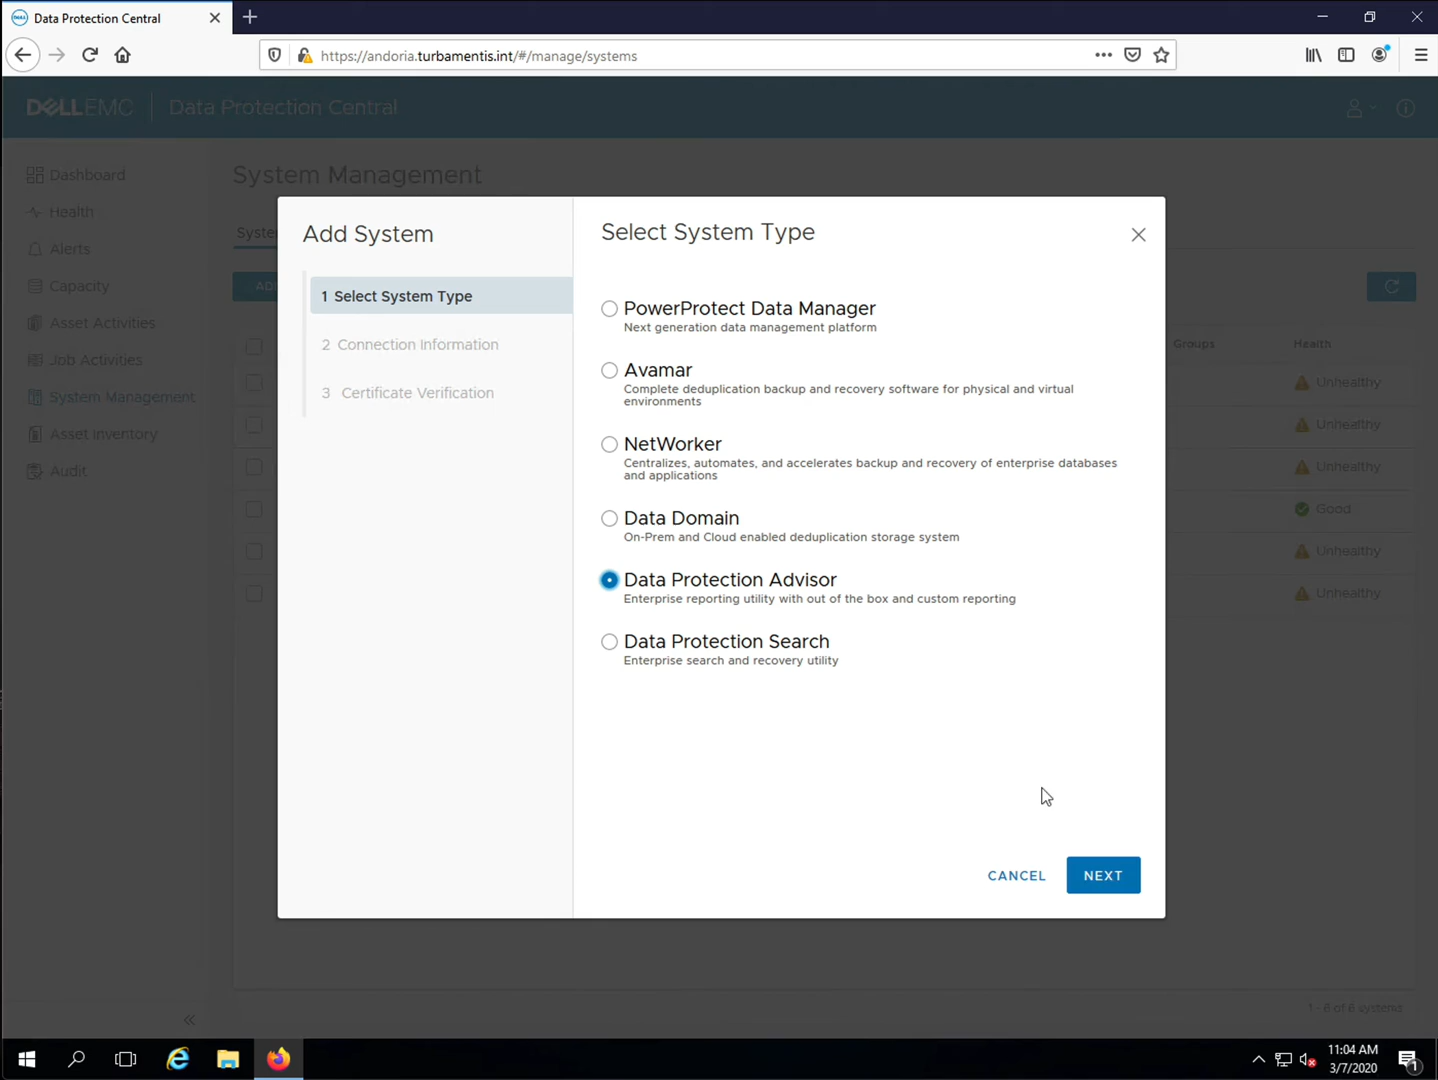 Data Protection Central
https://andoria.turbamentis.int/#/manage/systems
DELLEMC
Data Protection Central
Dashboard
Health
Alerts
Capacity
Asset Activities
Job Activities
System Management
Asset Inventory
Audit
System Management
Groups
Health
Unhealthy
Unhealthy
Unhealthy
Good
Unhealthy
Unhealthy
1 - 6 of 6 systems
Add System
1 Select System Type
2 Connection Information
3 Certificate Verification
Select System Type
PowerProtect Data Manager
Next generation data management platform
Avamar
Complete deduplication backup and recovery software for physical and virtual
environments
NetWorker
Centralizes, automates, and accelerates backup and recovery of enterprise databases
and applications
Data Domain
On-Prem and Cloud enabled deduplication storage system
Data Protection Advisor
Enterprise reporting utility with out of the box and custom reporting
Data Protection Search
Enterprise search and recovery utility
CANCEL
NEXT
11:04 AM
3/7/2020
1